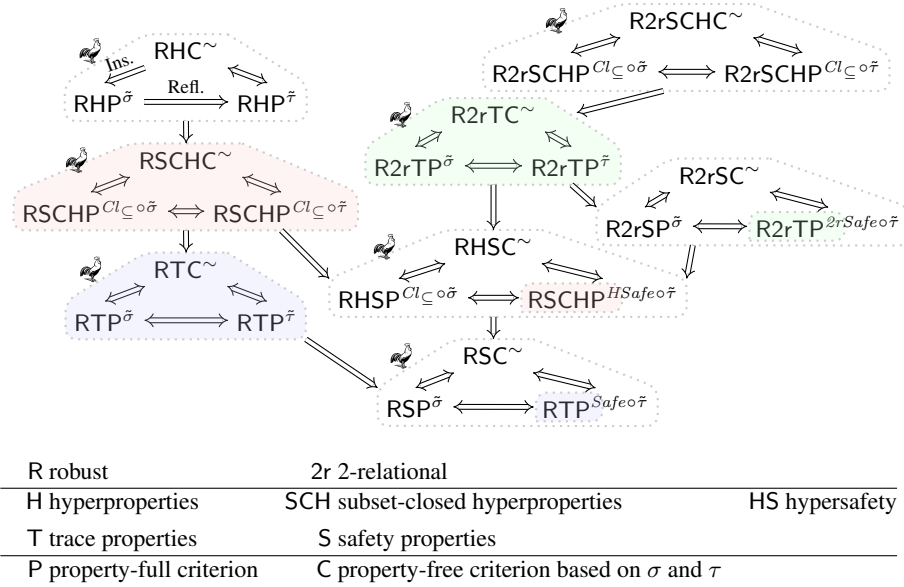 R2rSCHC∼
RHC∼
Ins.
R2rSCHP^{Cl⊆∘σ̃} R2rSCHP^{Cl⊆∘τ̃}
Refl.
RHP^{σ̃} RHP^{τ̃}
R2rTC∼
RSCHC∼
R2rTP^{σ̃} R2rTP^{τ̃}
R2rSC∼
RSCHP^{Cl⊆∘σ̃} RSCHP^{Cl⊆∘τ̃}
R2rSP^{σ̃} R2rTP^{2rSafe∘τ̃}
RHSC∼
RTC∼
RHSP^{Cl⊆∘σ̃} RSCHP^{HSafe∘τ̃}
RTP^{σ̃} RTP^{τ̃}
RSC∼
RSP^{σ̃} RTP^{Safe∘τ̃}
R robust 2r 2-relational
H hyperproperties SCH subset-closed hyperproperties HS hypersafety
T trace properties S safety properties
P property-full criterion C property-free criterion based on σ and τ